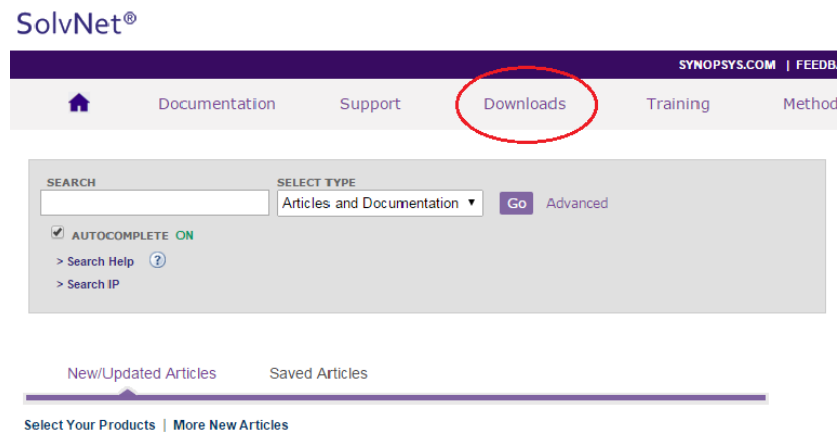 SolvNet®
SYNOPSYS.COM | FEEDBA
Documentation Support Downloads Training Method
SEARCH SELECT TYPE
Articles and Documentation ▼ Go Advanced
AUTOCOMPLETE ON
> Search Help ?
> Search IP
New/Updated Articles Saved Articles
Select Your Products | More New Articles